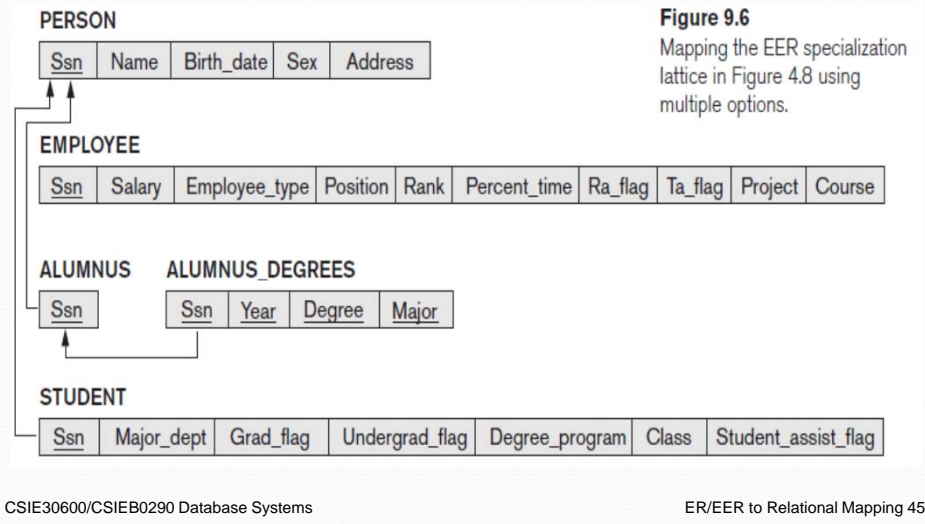 PERSON
Ssn Name Birth_date Sex Address
Figure 9.6
Mapping the EER specialization
lattice in Figure 4.8 using
multiple options.
EMPLOYEE
Ssn Salary Employee_type Position Rank Percent_time Ra_flag Ta_flag Project Course
ALUMNUS ALUMNUS_DEGREES
Ssn Ssn Year Degree Major
STUDENT
Ssn Major_dept Grad_flag Undergrad_flag Degree_program Class Student_assist_flag
CSIE30600/CSIEB0290 Database Systems ER/EER to Relational Mapping 45